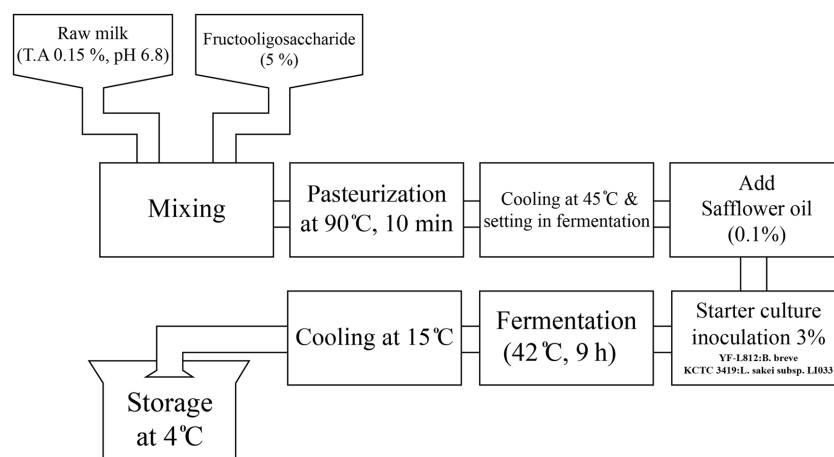 Raw milk
(T.A 0.15 %, pH 6.8)
Fructooligosaccharide
(5 %)
Mixing
Pasteurization
at 90℃, 10 min
Cooling at 45℃ &
setting in fermentation
Add
Safflower oil
(0.1%)
Starter culture
inoculation 3%
YF-L812:B. breve
KCTC 3419:L. sakei subsp. LI033
Fermentation
(42℃, 9 h)
Cooling at 15℃
Storage
at 4℃